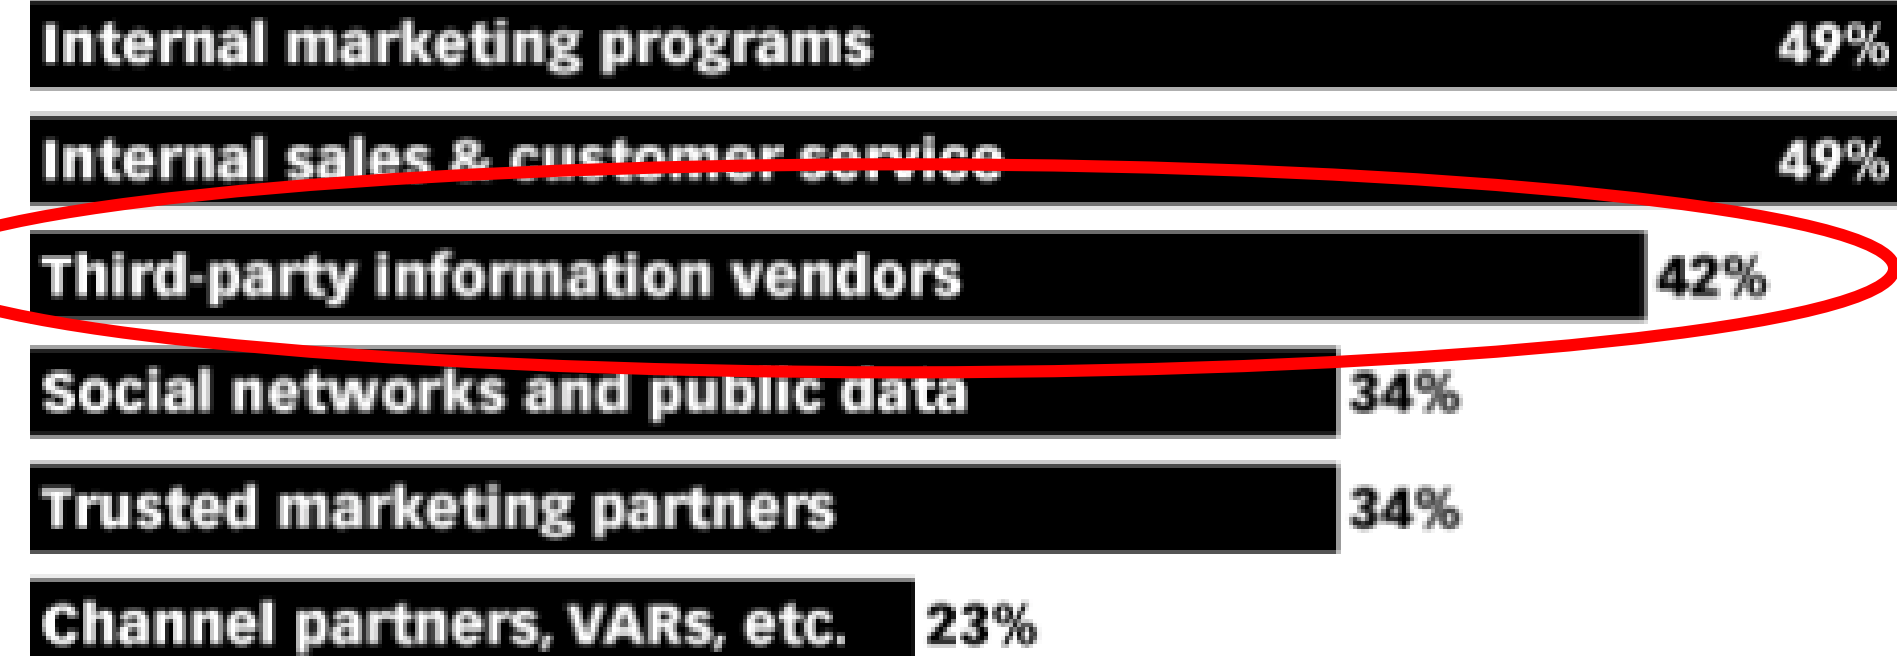 Internal marketing programs 49%
Internal sales & customer service 49%
Third-party information vendors 42%
Social networks and public data 34%
Trusted marketing partners 34%
Channel partners, VARs, etc. 23%